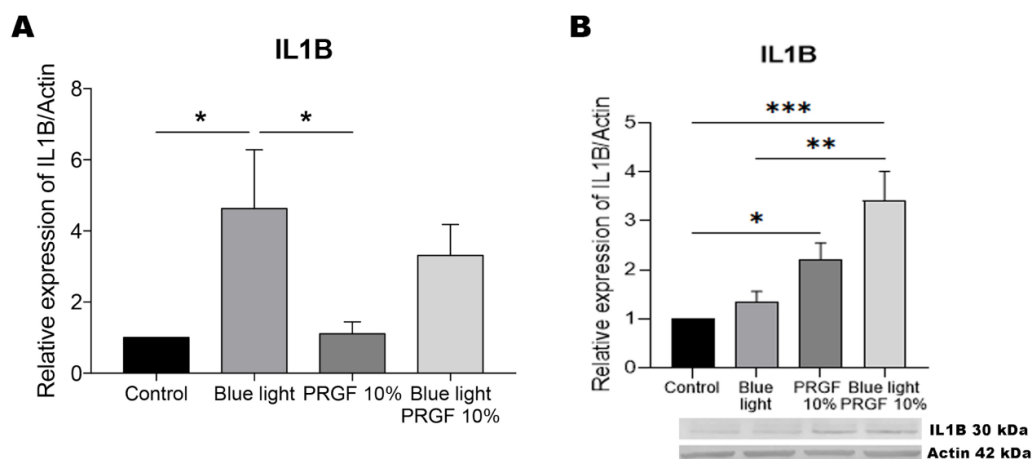 A
IL1B
Relative expression of IL1B/Actin
8
6
4
2
0
*
*
Control
Blue light
PRGF 10%
Blue light
PRGF 10%
B
IL1B
Relative expression of IL1B/Actin
5
4
3
2
1
0
***
**
*
Control
Blue
light
PRGF
10%
Blue light
PRGF 10%
IL1B 30 kDa
Actin 42 kDa